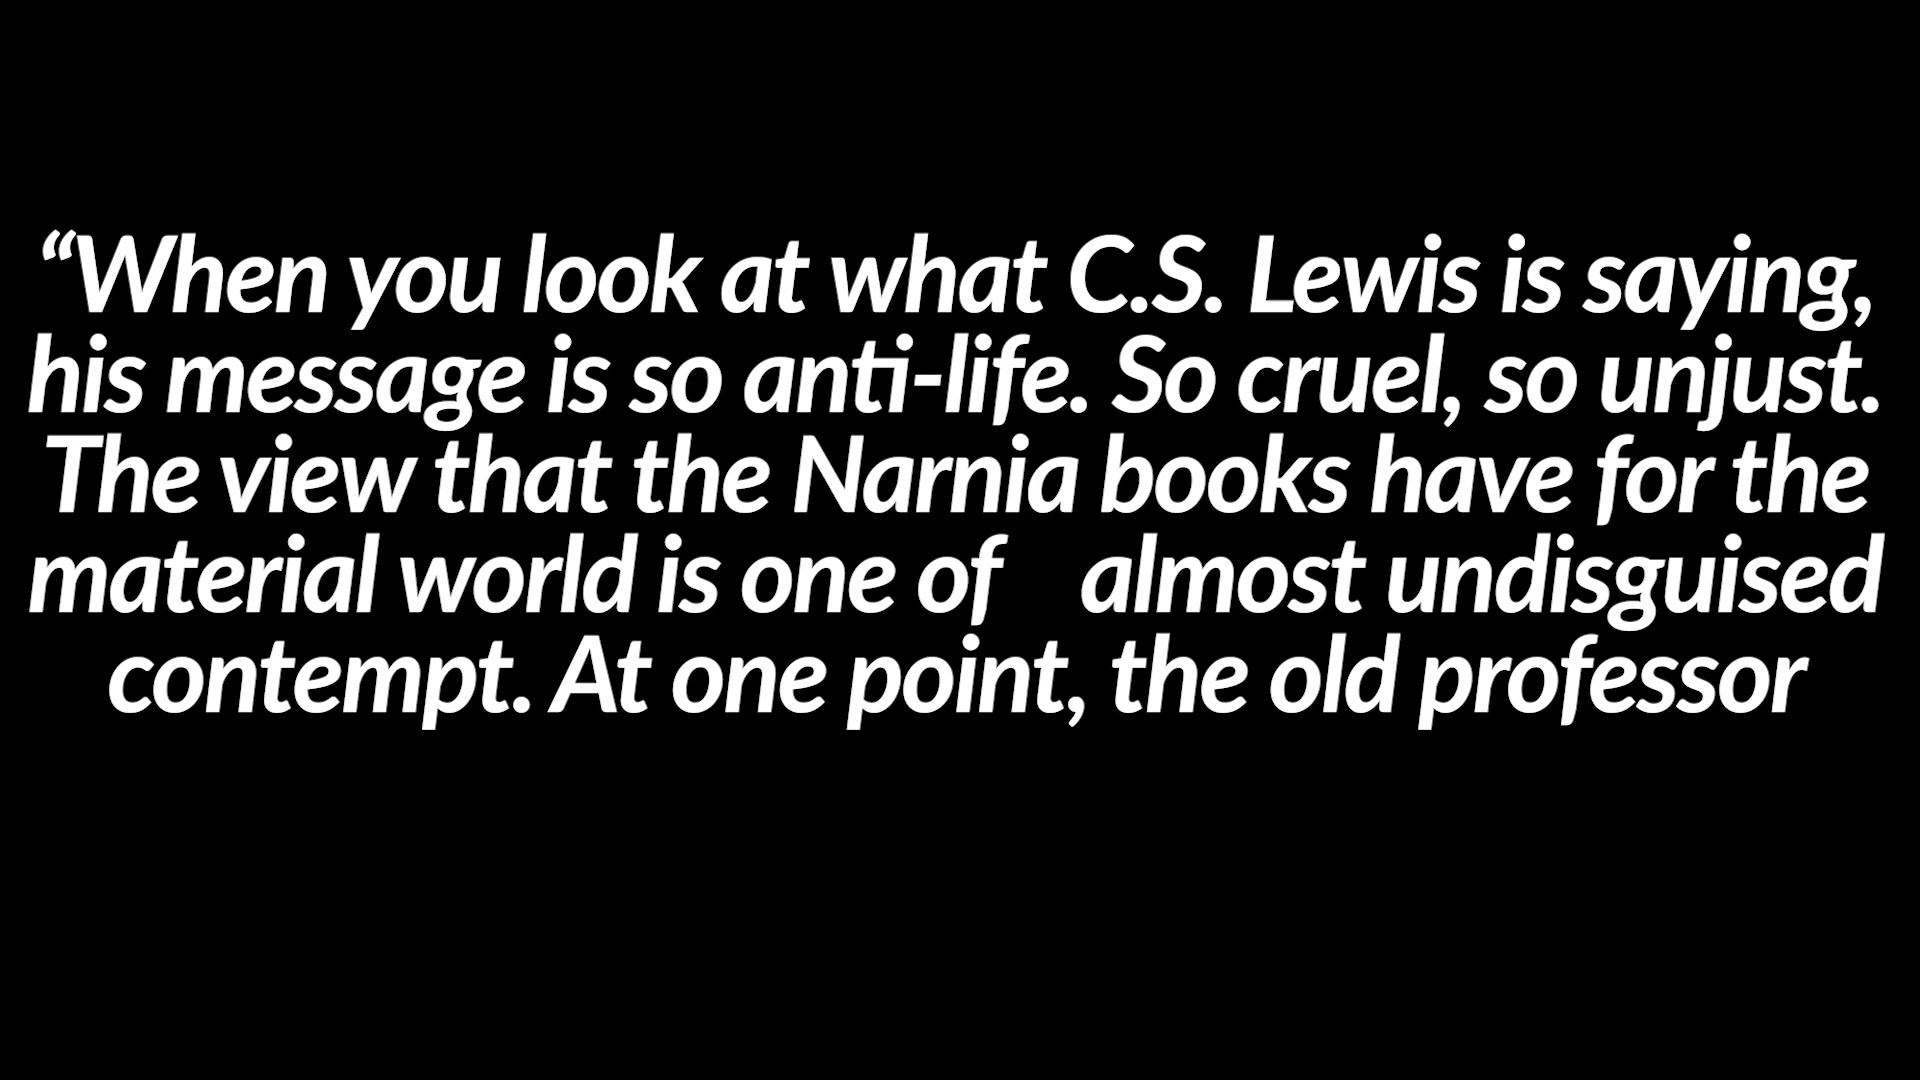 “When you look at what C.S. Lewis is saying,
his message is so anti-life. So cruel, so unjust.
The view that the Narnia books have for the
material world is one of    almost undisguised
contempt. At one point, the old professor